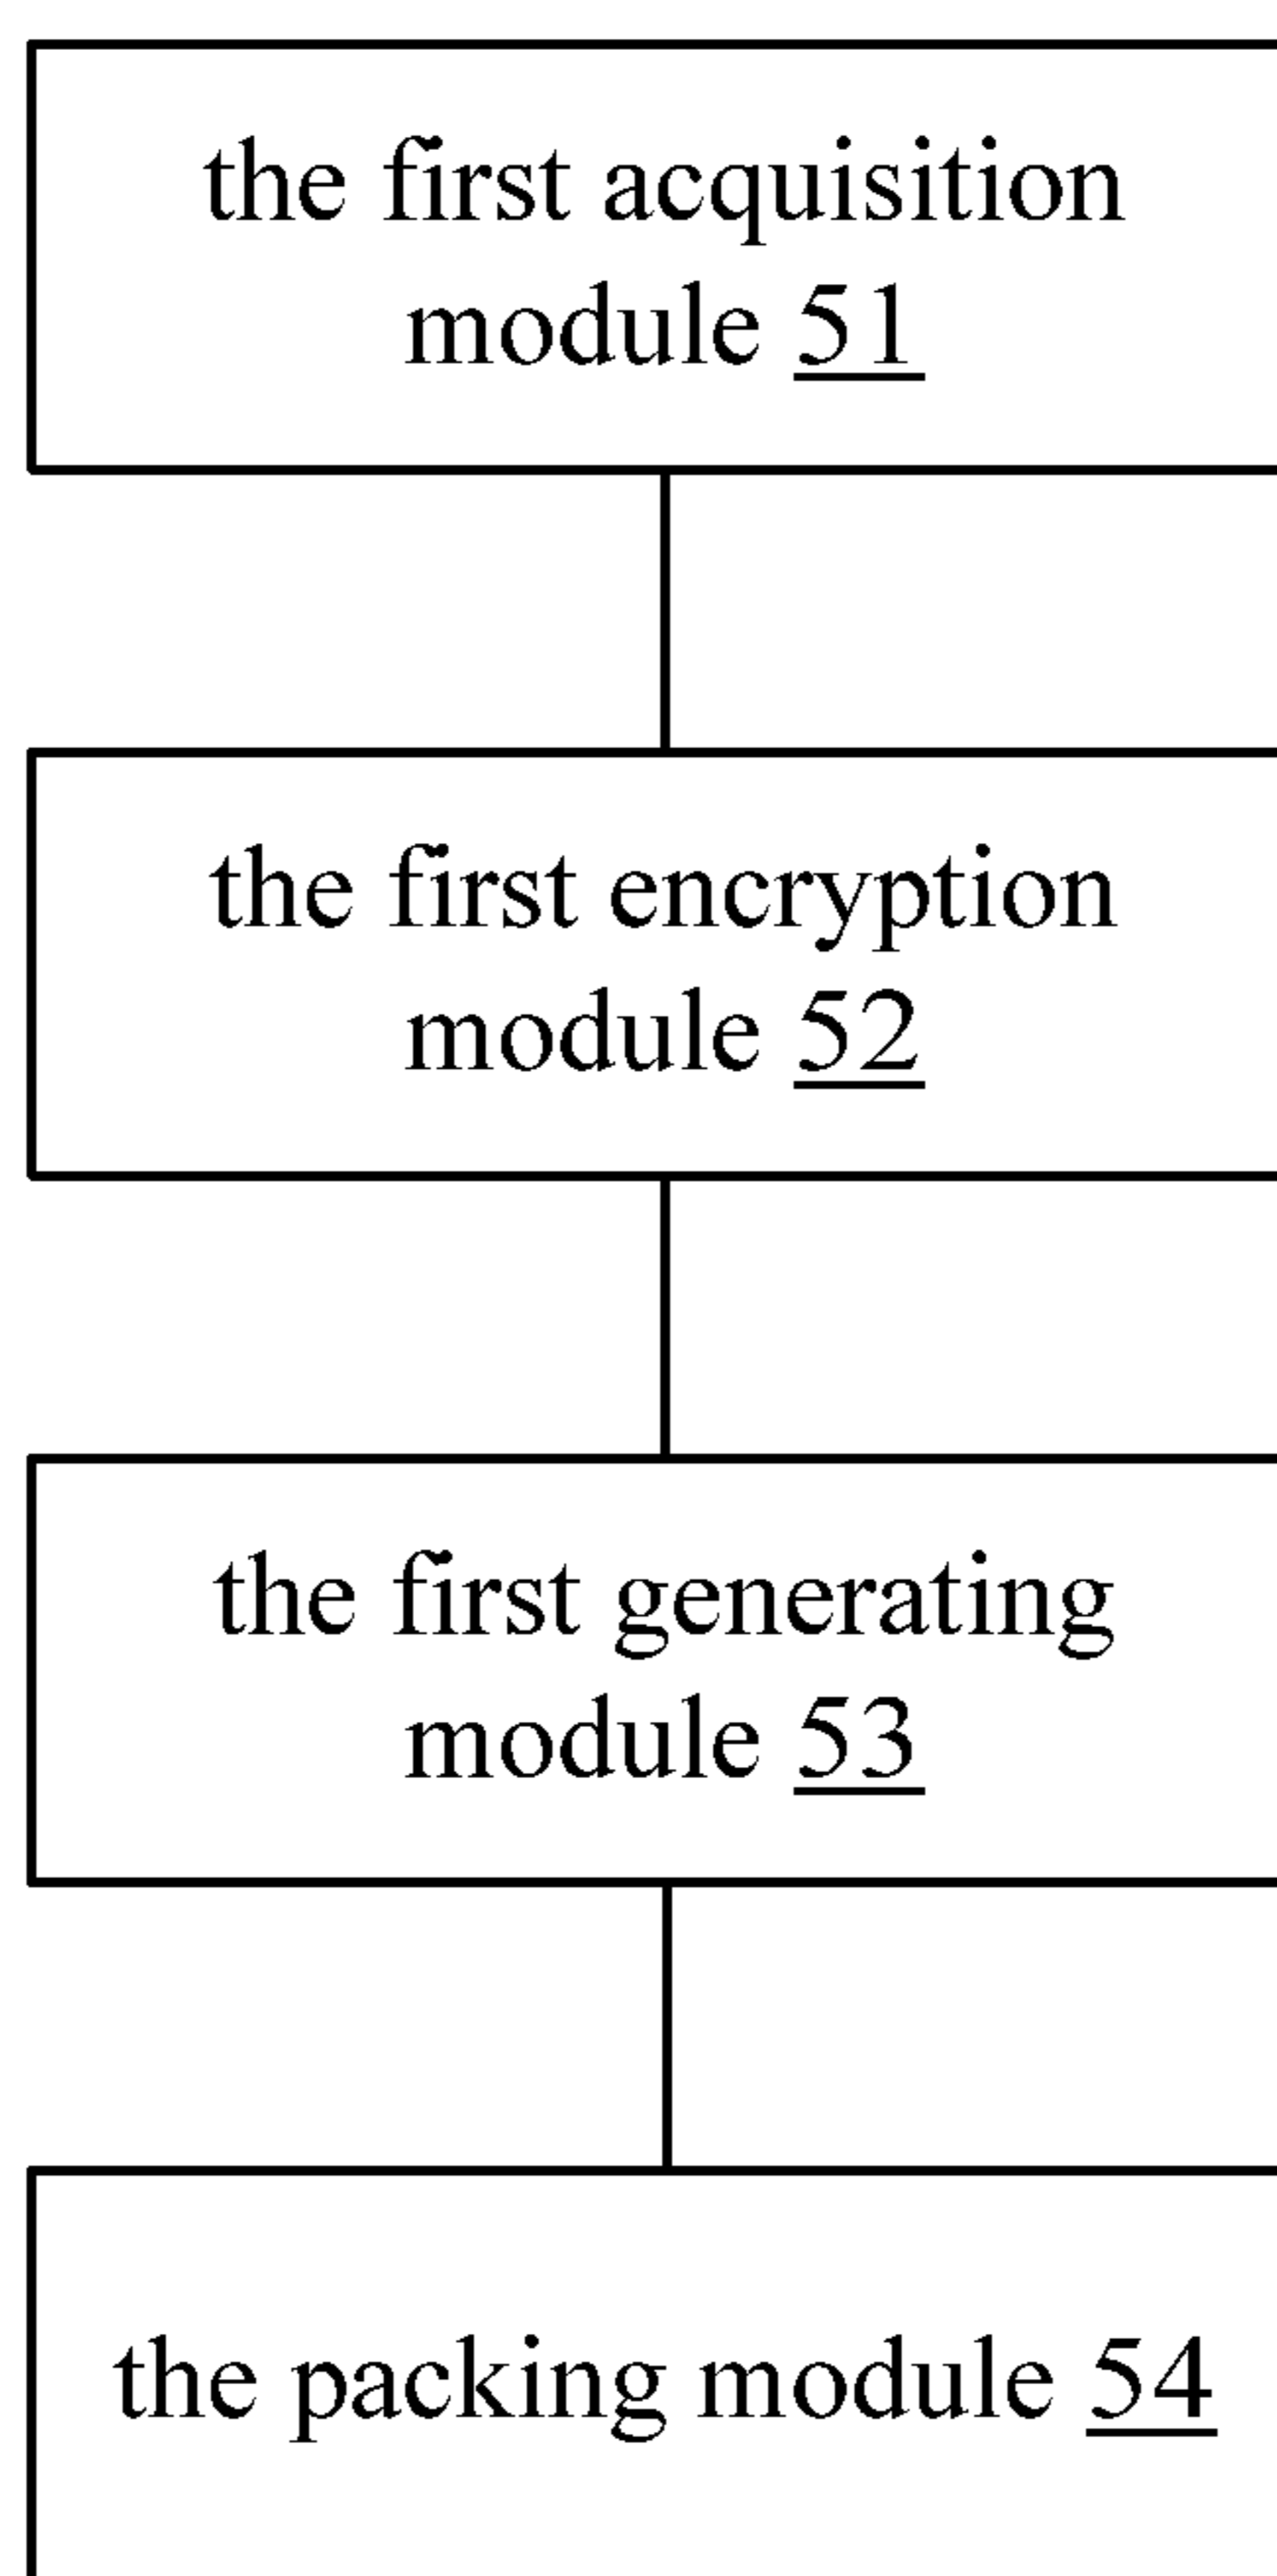 the first acquisition
module 51
the first encryption
module 52
the first generating
module 53
the packing module 54